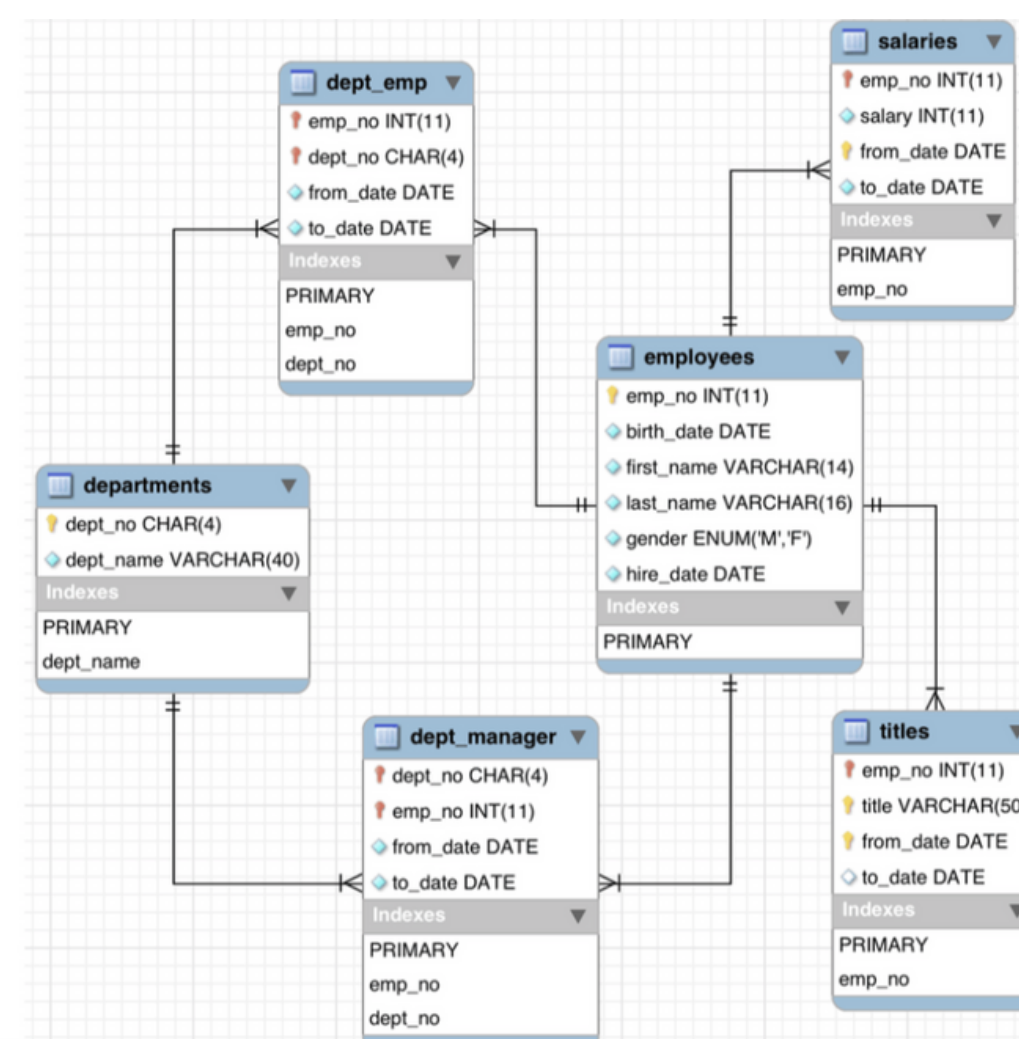 salaries
emp_no INT(11)
salary INT(11)
from_date DATE
to_date DATE
Indexes
PRIMARY
emp_no
dept_emp
emp_no INT(11)
dept_no CHAR(4)
from_date DATE
to_date DATE
Indexes
PRIMARY
emp_no
dept_no
employees
emp_no INT(11)
birth_date DATE
first_name VARCHAR(14)
last_name VARCHAR(16)
gender ENUM('M','F')
hire_date DATE
Indexes
PRIMARY
departments
dept_no CHAR(4)
dept_name VARCHAR(40)
Indexes
PRIMARY
dept_name
dept_manager
dept_no CHAR(4)
emp_no INT(11)
from_date DATE
to_date DATE
Indexes
PRIMARY
emp_no
dept_no
titles
emp_no INT(11)
title VARCHAR(50
from_date DATE
to_date DATE
Indexes
PRIMARY
emp_no